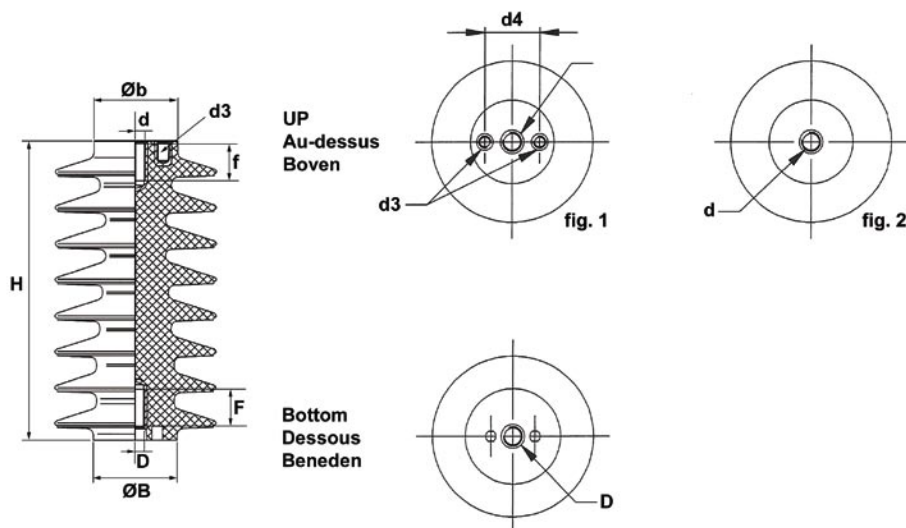 Øb
d
d3
f
H
F
D
ØB
UP
Au-dessus
Boven
d4
d3
fig. 1
d
fig. 2
Bottom
Dessous
Beneden
D